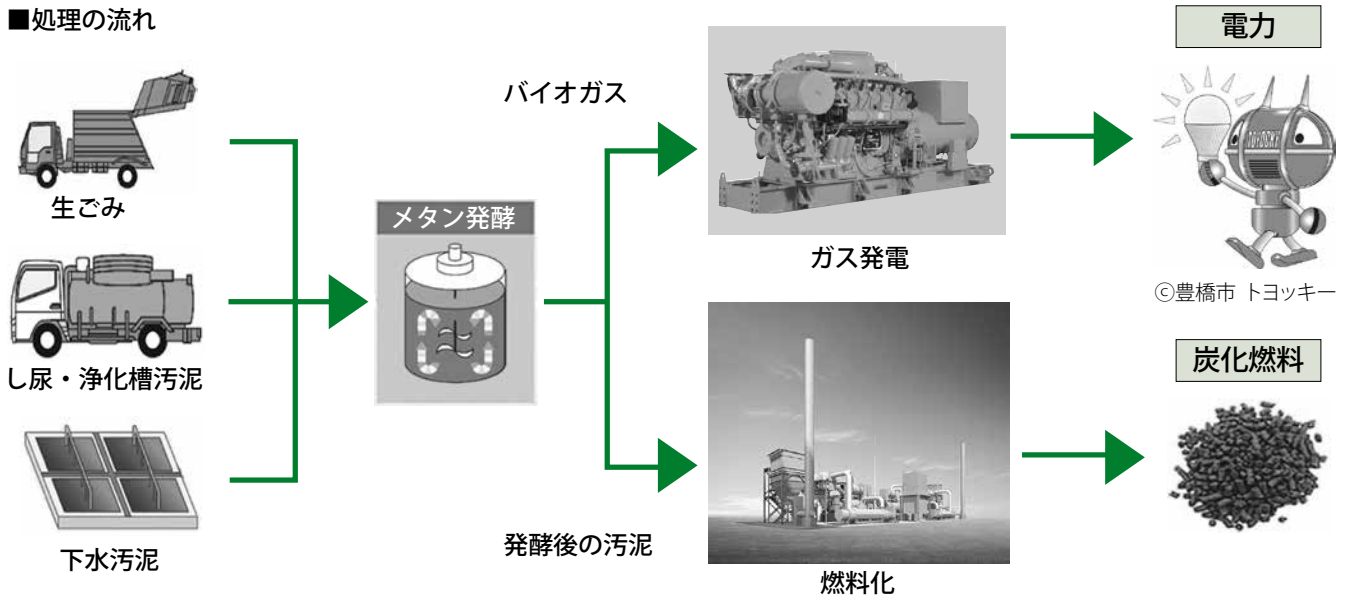 ■処理の流れ
生ごみ
し尿・浄化槽汚泥
下水汚泥
メタン発酵
バイオガス
発酵後の汚泥
ガス発電
燃料化
電力
TOYOHASHI
©豊橋市 トヨッキー
炭化燃料